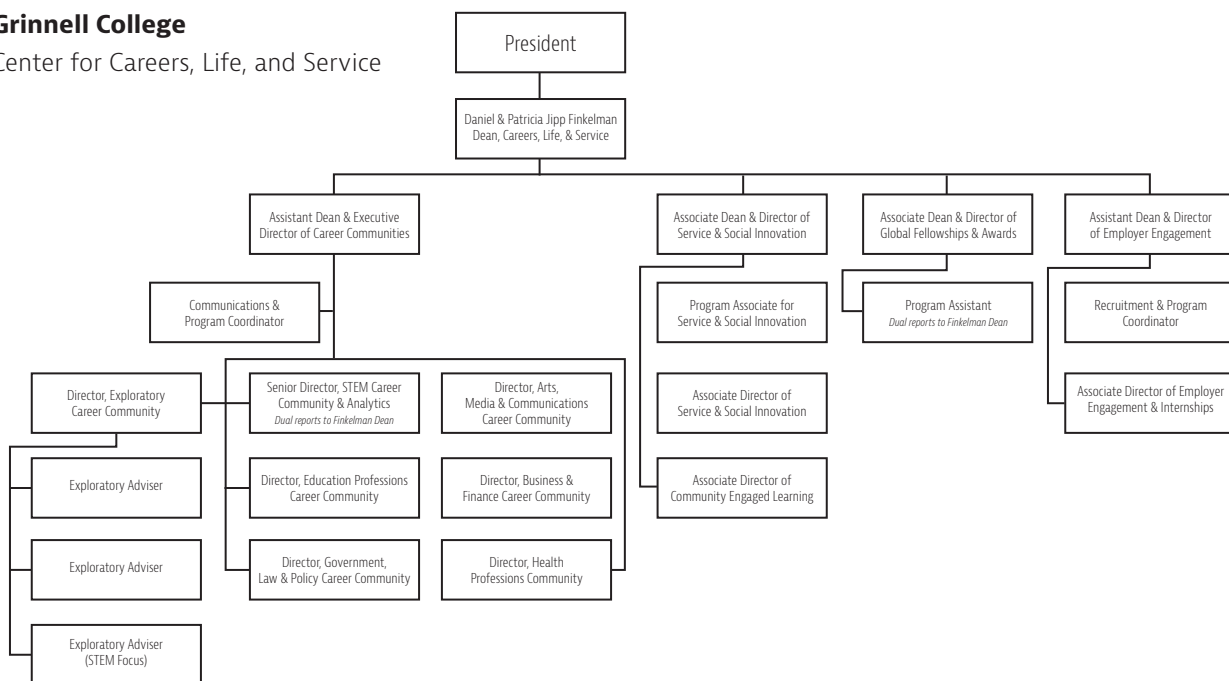 Grinnell College
Center for Careers, Life, and Service
President
Daniel & Patricia Jipp Finkelman
Dean, Careers, Life, & Service
Assistant Dean & Executive
Director of Career Communities
Associate Dean & Director of
Service & Social Innovation
Associate Dean & Director of
Global Fellowships & Awards
Assistant Dean & Director
of Employer Engagement
Communications &
Program Coordinator
Program Associate for
Service & Social Innovation
Program Assistant
Dual reports to Finkelman Dean
Recruitment & Program
Coordinator
Director, Exploratory
Career Community
Senior Director, STEM Career
Community & Analytics
Dual reports to Finkelman Dean
Director, Arts,
Media & Communications
Career Community
Associate Director of
Service & Social Innovation
Associate Director of Employer
Engagement & Internships
Exploratory Adviser
Director, Education Professions
Career Community
Director, Business &
Finance Career Community
Associate Director of
Community Engaged Learning
Exploratory Adviser
Director, Government,
Law & Policy Career Community
Director, Health
Professions Community
Exploratory Adviser
(STEM Focus)